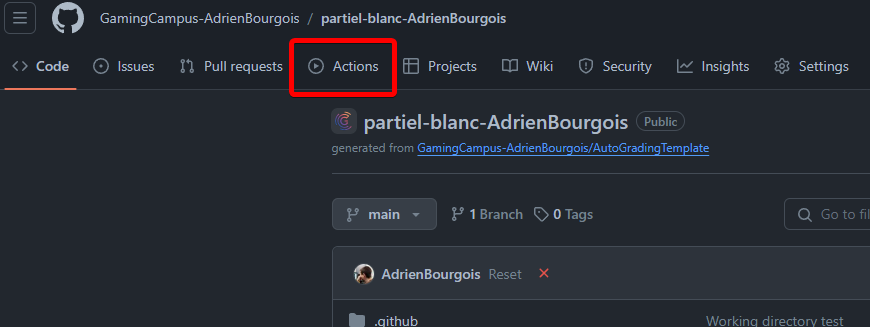 GamingCampus-AdrienBourgois / partiel-blanc-AdrienBourgois
Code Issues Pull requests Actions Projects Wiki Security Insights Settings
partiel-blanc-AdrienBourgois Public
generated from GamingCampus-AdrienBourgois/AutoGradingTemplate
main 1 Branch 0 Tags Go to fil
AdrienBourgois Reset
.github Working directory test